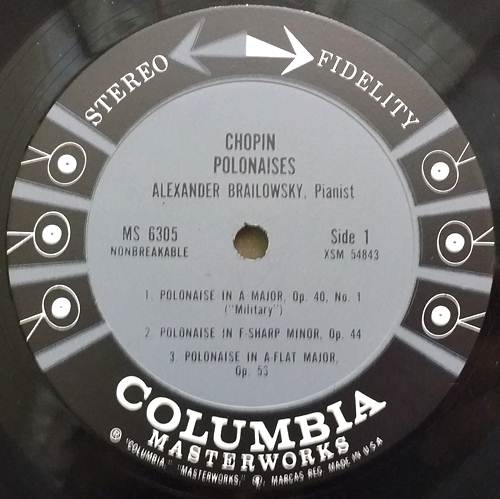 STEREO FIDELITY
CHOPIN
POLONAISES
ALEXANDER BRAILOWSKY, Pianist
MS 6305
NONBREAKABLE
Side 1
XSM 54843
1. POLONAISE IN A MAJOR, Op. 40, No. 1
("Military")
2. POLONAISE IN F-SHARP MINOR, Op. 44
3. POLONAISE IN A-FLAT MAJOR,
Op. 53
COLUMBIA
MASTERWORKS
® "COLUMBIA," "MASTERWORKS," MARCAS REG. MADE IN U.S.A.